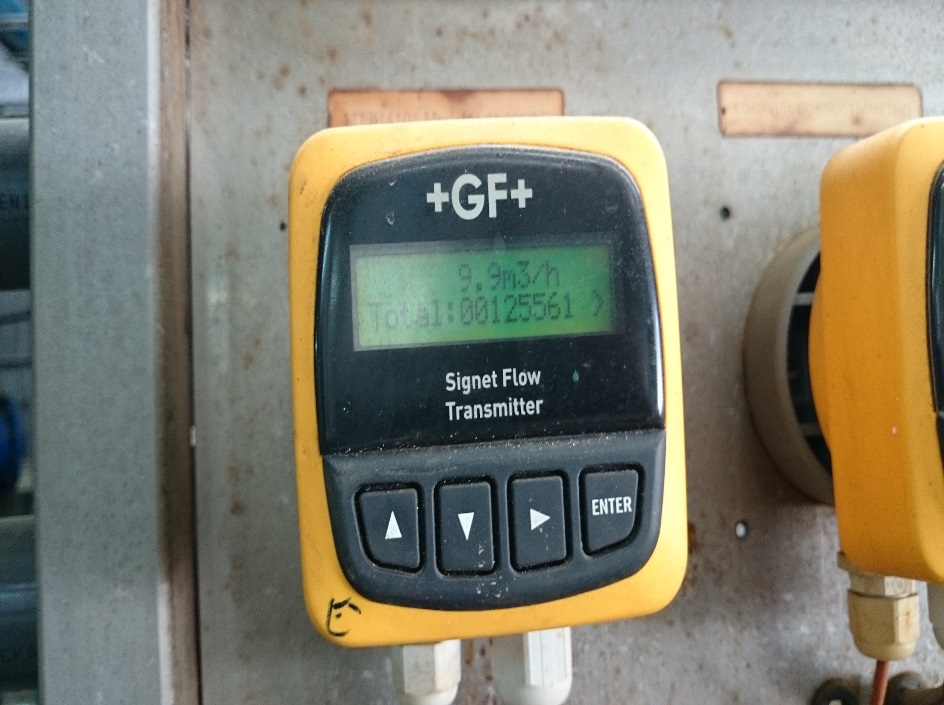 +GF+
9.9m3/h
Total:00125561 >
Signet Flow
Transmitter
ENTER